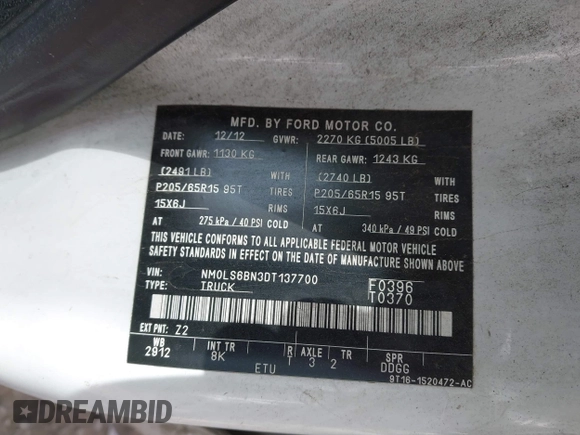 MFD. BY FORD MOTOR CO.
DATE: 12/12 GVWR: 2270 KG (5005 LB)
FRONT GAWR: 1130 KG REAR GAWR: 1243 KG
(2491 LB) (2740 LB)
P205/65R15 95T TIRES P205/65R15 95T TIRES
15X6J RIMS 15X6J RIMS
AT 275 kPa / 40 PSI COLD AT 340 kPa / 49 PSI COLD
THIS VEHICLE CONFORMS TO ALL APPLICABLE FEDERAL MOTOR VEHICLE
SAFETY STANDARDS IN EFFECT ON THE DATE OF MANUFACTURE SHOWN ABOVE.
VIN: NM0LS6BN3DT137700 F0396
TYPE: TRUCK T0370
EXT PNT: Z2
WB INT TR R AXLE TR SPR
2912 8K 3 2 DDGG
ETU 9T16-1520472-AC
DREAMBID